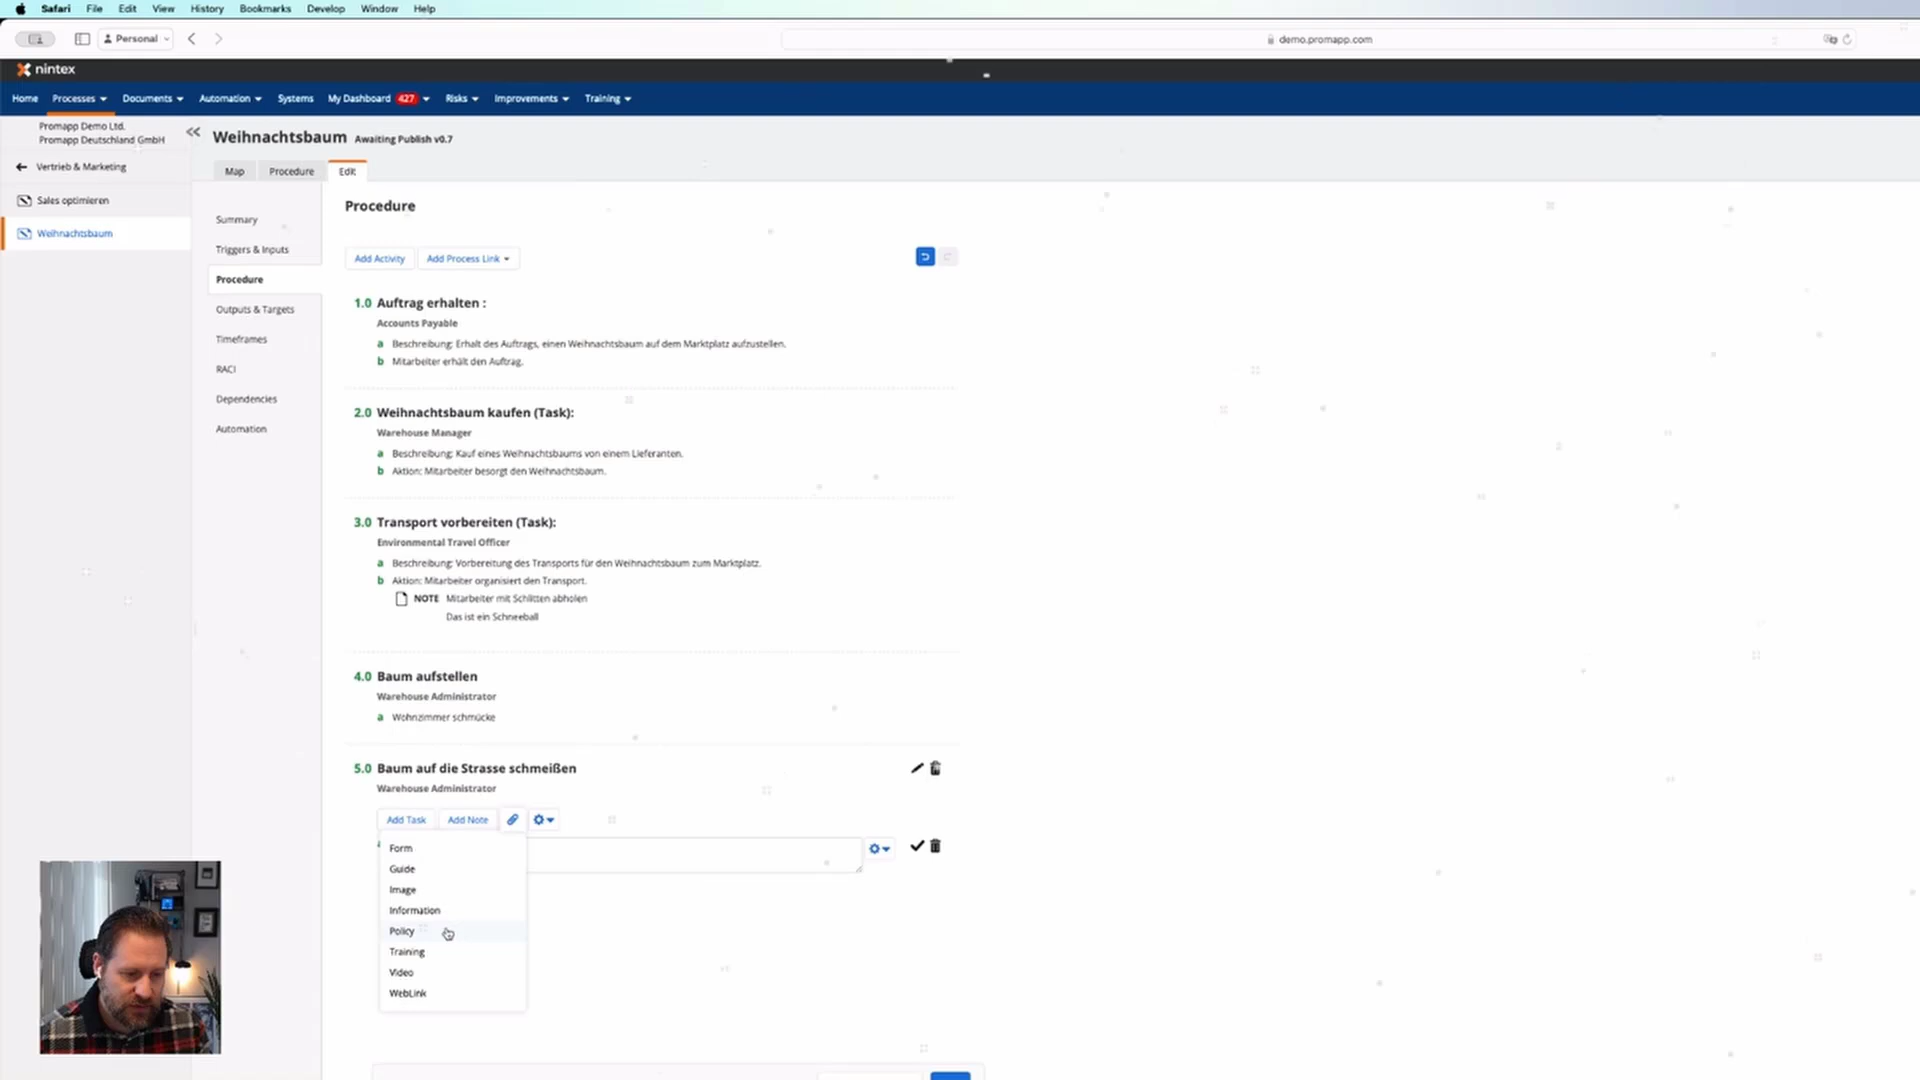 Safari File Edit View History Bookmarks Develop Window Help
Personal
demo.promapp.com
nintex
Home Processes Documents Automation Systems My Dashboard 427 Risks Improvements Training
Promapp Demo Ltd.
Promapp Deutschland GmbH
Weihnachtsbaum Awaiting Publish v0.7
Vertrieb & Marketing
Map Procedure Edit
Sales optimieren
Weihnachtsbaum
Summary
Triggers & Inputs
Procedure
Outputs & Targets
Timeframes
RACI
Dependencies
Automation
Procedure
Add Activity Add Process Link
1.0 Auftrag erhalten :
Accounts Payable
a Beschreibung: Erhalt des Auftrags, einen Weihnachtsbaum auf dem Marktplatz aufzustellen.
b Mitarbeiter erhält den Auftrag.
2.0 Weihnachtsbaum kaufen (Task):
Warehouse Manager
a Beschreibung: Kauf eines Weihnachtsbaums von einem Lieferanten.
b Aktion: Mitarbeiter besorgt den Weihnachtsbaum.
3.0 Transport vorbereiten (Task):
Environmental Travel Officer
a Beschreibung: Vorbereitung des Transports für den Weihnachtsbaum zum Marktplatz.
b Aktion: Mitarbeiter organisiert den Transport.
NOTE Mitarbeiter mit Schlitten abholen
Das ist ein Schneeball
4.0 Baum aufstellen
Warehouse Administrator
a Wohnzimmer schmücke
5.0 Baum auf die Strasse schmeißen
Warehouse Administrator
Add Task Add Note
Form
Guide
Image
Information
Policy
Training
Video
WebLink